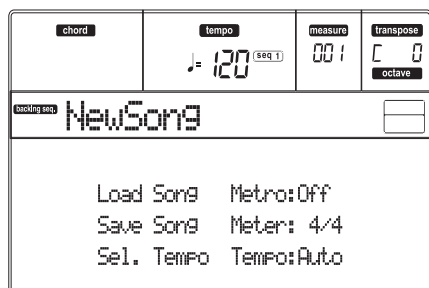 chord tempo measure transpose
♩= 120 seq 1 001 C 0
octave
backing seq. NewSong
Load Song Metro:Off
Save Song Meter: 4/4
Sel. Tempo Tempo:Auto